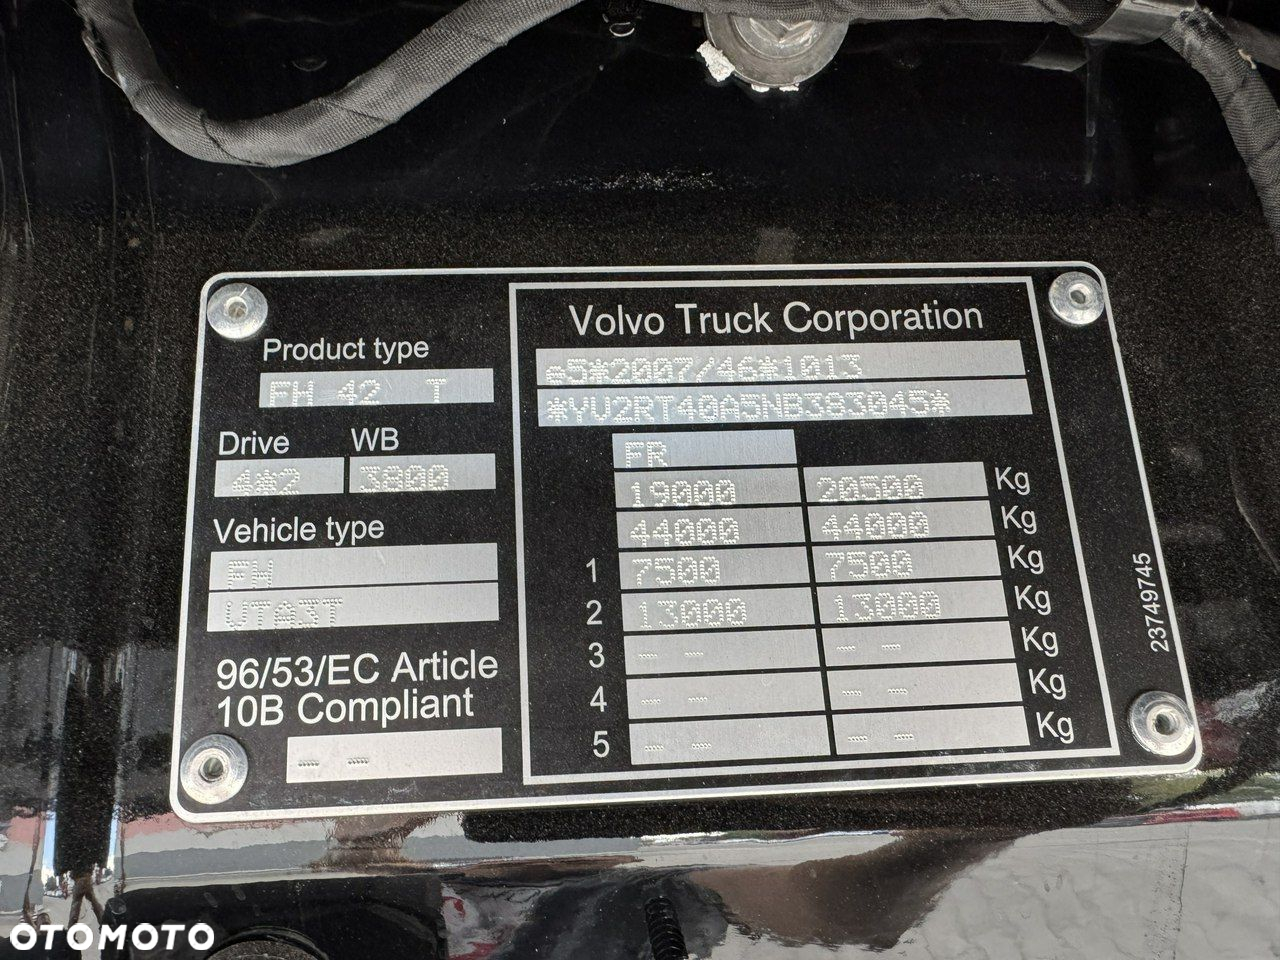 Volvo Truck Corporation
Product type
FH 42 T
e5*2007/46*1013
*YV2RT40A5NB383045*
Drive WB
4*2 3800
FR
19000 20500 Kg
44000 44000 Kg
Vehicle type
FH
VTA3T
1 7500 7500 Kg
2 13000 13000 Kg
3 -- -- -- -- Kg
4 -- -- -- -- Kg
5 -- -- -- -- Kg
96/53/EC Article
10B Compliant
-- --
23749745
OTOMOTO